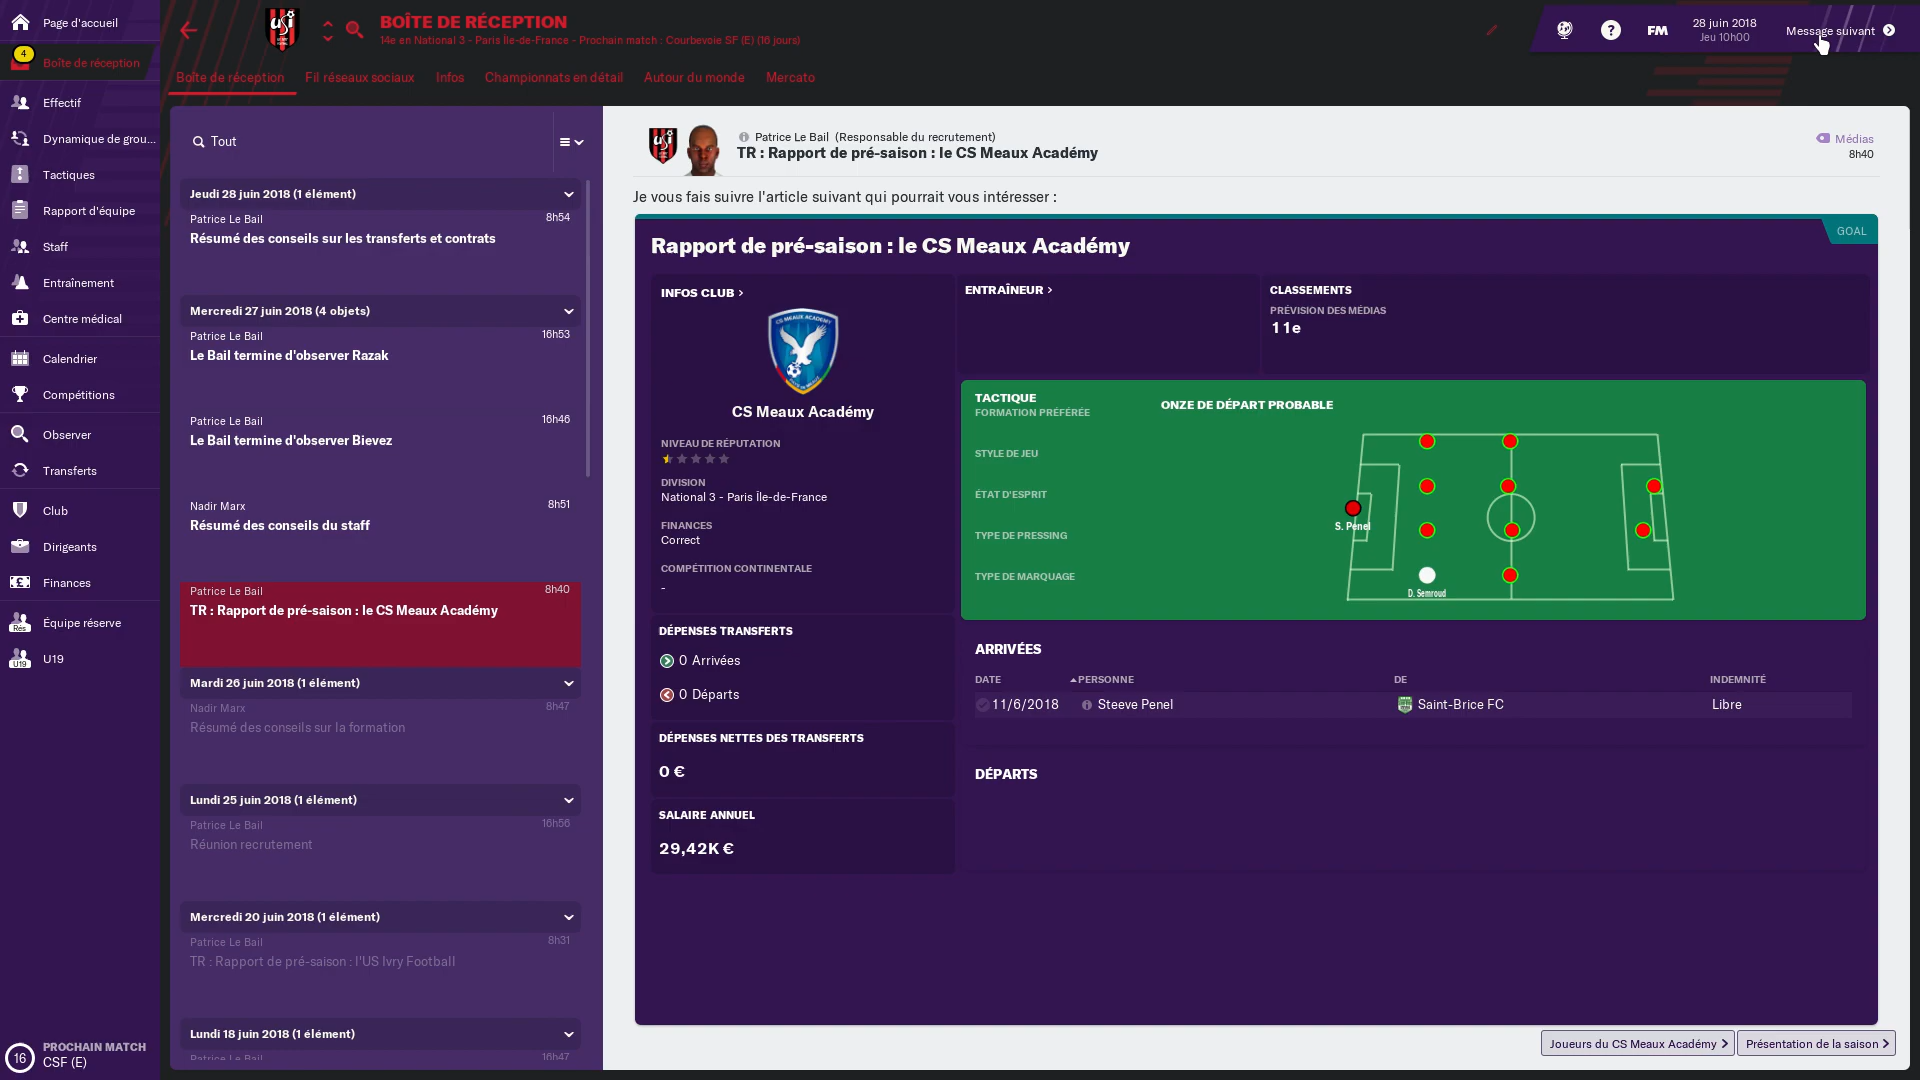 Page d'accueil
4
Boîte de réception
Effectif
Dynamique de grou...
Tactiques
Rapport d'équipe
Staff
Entraînement
Centre médical
Calendrier
Compétitions
Observer
Transferts
Club
Dirigeants
Finances
Rés
Équipe réserve
U19
U19
16
PROCHAIN MATCH
CSF (E)
BOÎTE DE RÉCEPTION
14e en National 3 - Paris Île-de-France - Prochain match : Courbevoie SF (E) (16 jours)
?
FM
28 juin 2018
Jeu 10h00
Message suivant
Boîte de réception
Fil réseaux sociaux
Infos
Championnats en détail
Autour du monde
Mercato
Tout
Jeudi 28 juin 2018 (1 élément)
Patrice Le Bail
8h54
Résumé des conseils sur les transferts et contrats
Mercredi 27 juin 2018 (4 objets)
Patrice Le Bail
16h53
Le Bail termine d'observer Razak
Patrice Le Bail
16h46
Le Bail termine d'observer Bievez
Nadir Marx
8h51
Résumé des conseils du staff
Patrice Le Bail
8h40
TR : Rapport de pré-saison : le CS Meaux Académy
Mardi 26 juin 2018 (1 élément)
Nadir Marx
8h47
Résumé des conseils sur la formation
Lundi 25 juin 2018 (1 élément)
Patrice Le Bail
16h56
Réunion recrutement
Mercredi 20 juin 2018 (1 élément)
Patrice Le Bail
8h31
TR : Rapport de pré-saison : l'US Ivry Football
Lundi 18 juin 2018 (1 élément)
Patrice Le Bail
16h47
Patrice Le Bail (Responsable du recrutement)
TR : Rapport de pré-saison : le CS Meaux Académy
Médias
8h40
Je vous fais suivre l'article suivant qui pourrait vous intéresser :
GOAL
Rapport de pré-saison : le CS Meaux Académy
INFOS CLUB
CS MEAUX ACADEMY
CS Meaux Académy
NIVEAU DE RÉPUTATION
DIVISION
National 3 - Paris Île-de-France
FINANCES
Correct
COMPÉTITION CONTINENTALE
-
DÉPENSES TRANSFERTS
0 Arrivées
0 Départs
DÉPENSES NETTES DES TRANSFERTS
0 €
SALAIRE ANNUEL
29,42K €
ENTRAÎNEUR
CLASSEMENTS
PRÉVISION DES MÉDIAS
11e
TACTIQUE
FORMATION PRÉFÉRÉE
STYLE DE JEU
ÉTAT D'ESPRIT
TYPE DE PRESSING
TYPE DE MARQUAGE
ONZE DE DÉPART PROBABLE
S. Penel
D. Semroud
ARRIVÉES
DATE
PERSONNE
DE
INDEMNITÉ
11/6/2018
Steeve Penel
Saint-Brice FC
Libre
DÉPARTS
Joueurs du CS Meaux Académy
Présentation de la saison